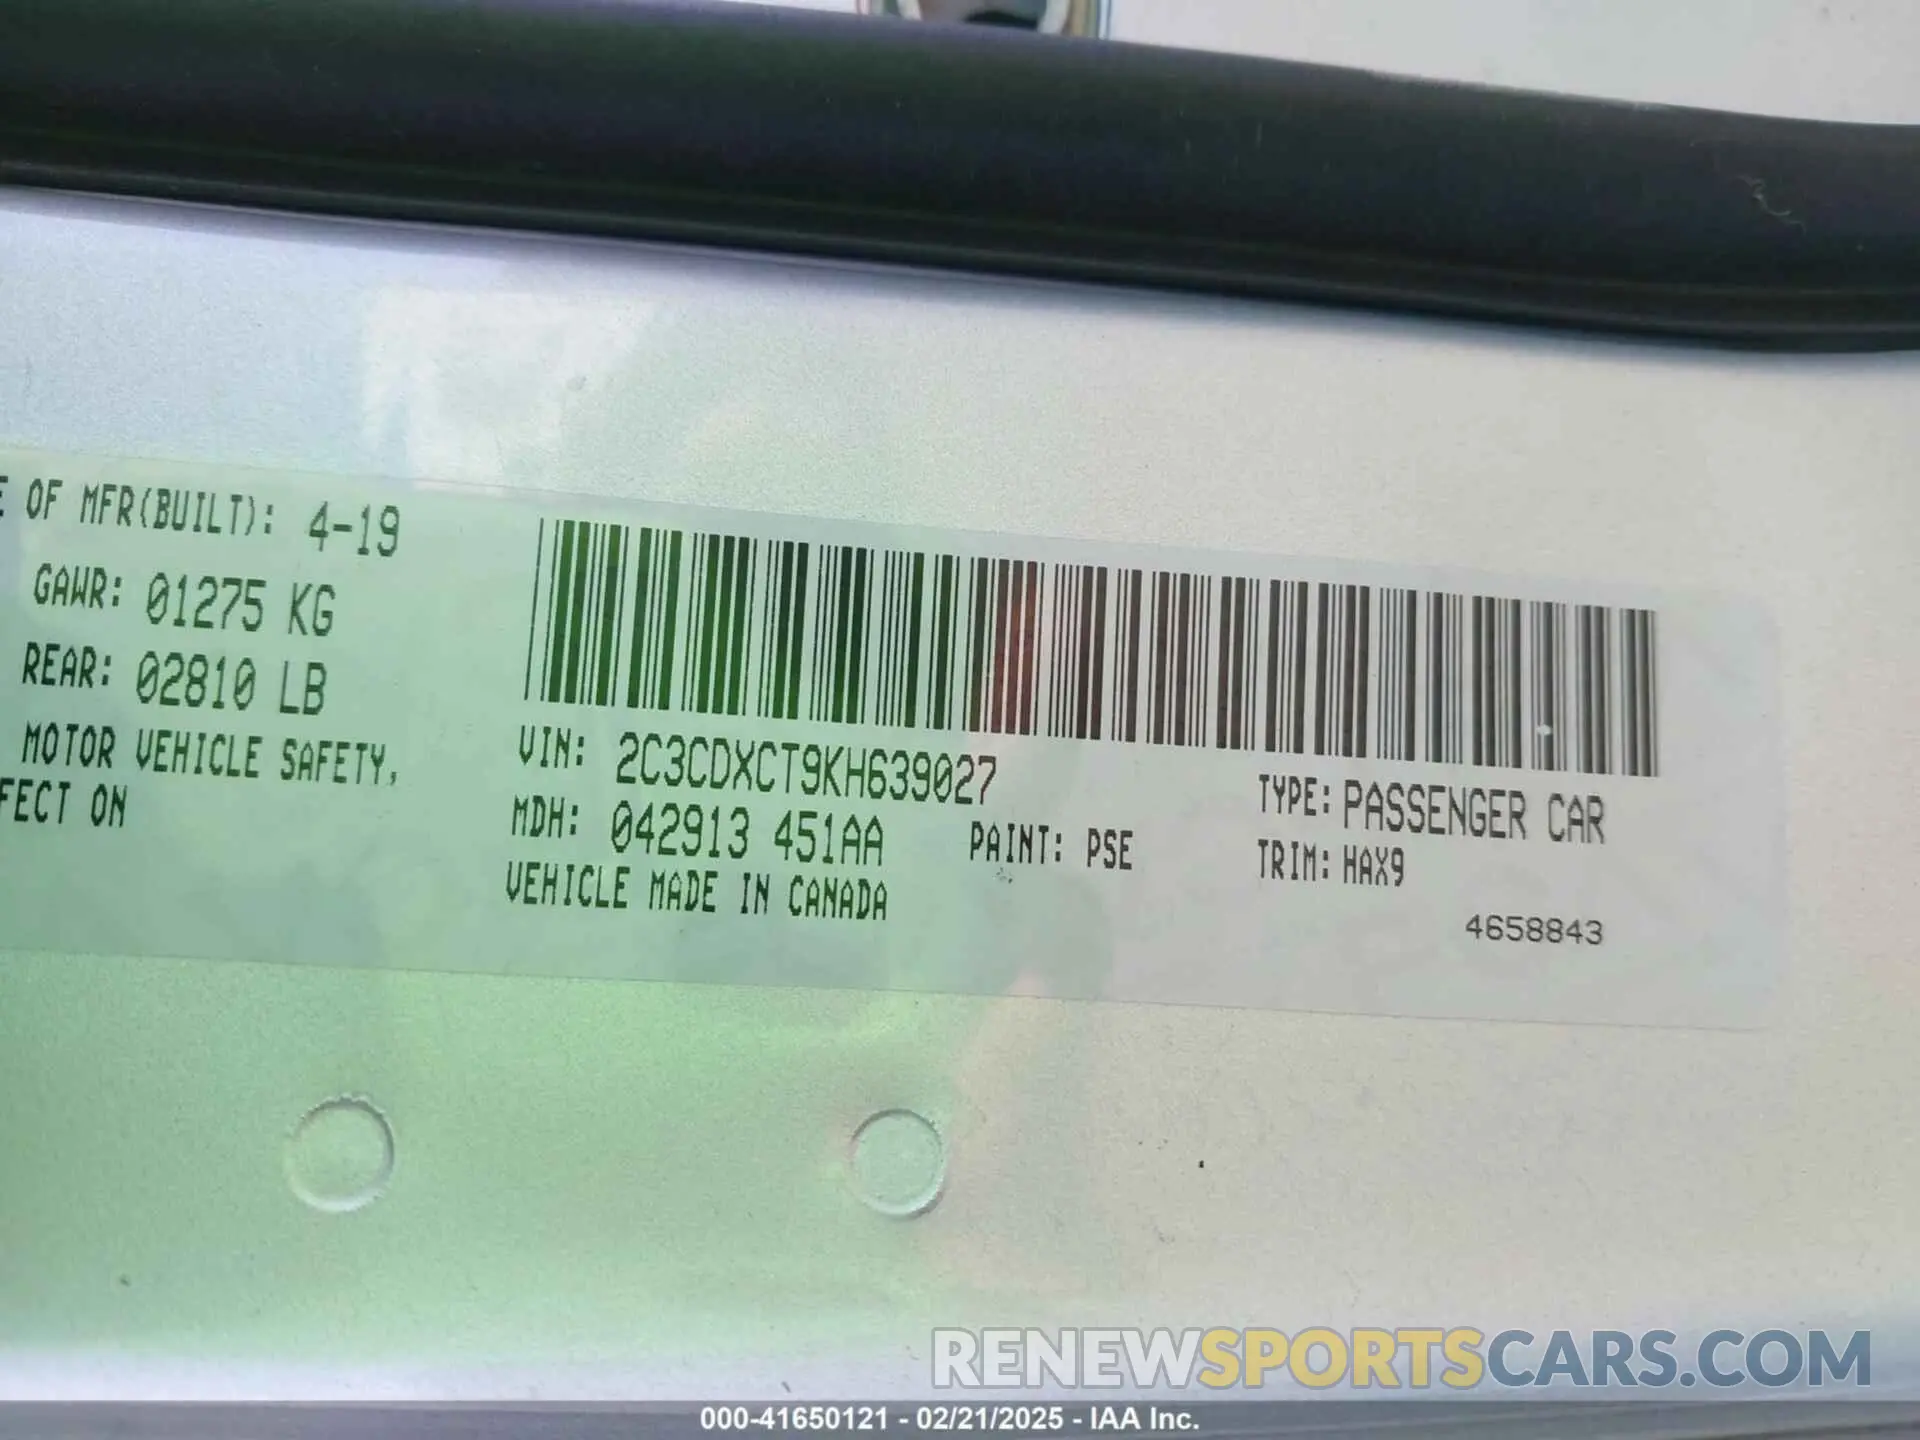 E OF MFR(BUILT): 4-19
GAWR: 01275 KG
REAR: 02810 LB
MOTOR VEHICLE SAFETY,
FECT ON
VIN: 2C3CDXCT9KH639027
MDH: 042913 451AA
PAINT: PSE
VEHICLE MADE IN CANADA
TYPE: PASSENGER CAR
TRIM: HAX9
4658843
RENEWSPORTSCARS.COM
000-41650121 - 02/21/2025 - IAA Inc.